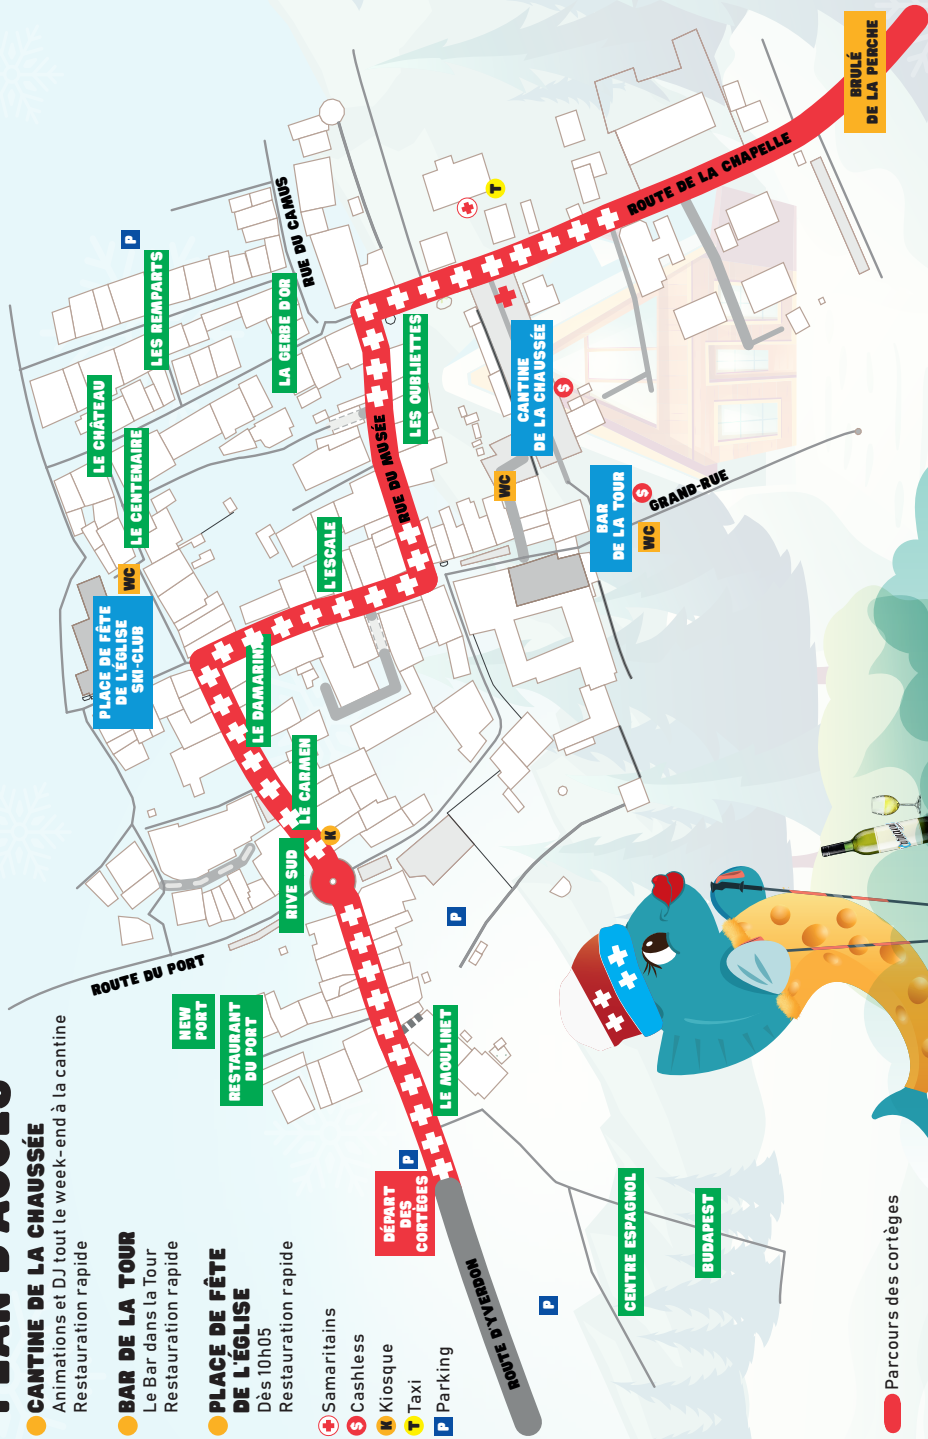 CANTINE DE LA CHAUSSÉE
Animations et DJ tout le week-end à la cantine
Restauration rapide
BAR DE LA TOUR
Le Bar dans la Tour
Restauration rapide
PLACE DE FÊTE
DE L'ÉGLISE
Dès 10h05
Restauration rapide
Samaritains
$ Cashless
K Kiosque
T Taxi
P Parking
ROUTE DU PORT
NEW
PORT
RESTAURANT
DU PORT
DÉPART
DES
CORTÈGES
P
LE MOULINET
ROUTE D'YVERDON
P
CENTRE ESPAGNOL
BUDAPEST
Parcours des cortèges
PLACE DE FÊTE
DE L'ÉGLISE
SKI-CLUB
WC
LE CENTENAIRE
LE CHÂTEAU
LES REMPARTS
P
RIVE SUD
K
LE CARMEN
LE DAMARINO
L'ESCALE
LA GERBE D'OR
RUE DU CAMUS
P
RUE DU MUSÉE
LES OUBLIETTES
T
WC
CANTINE
DE LA CHAUSSÉE
$
BAR
DE LA TOUR
$
WC
GRAND-RUE
ROUTE DE LA CHAPELLE
BRULÉ
DE LA PERCHE